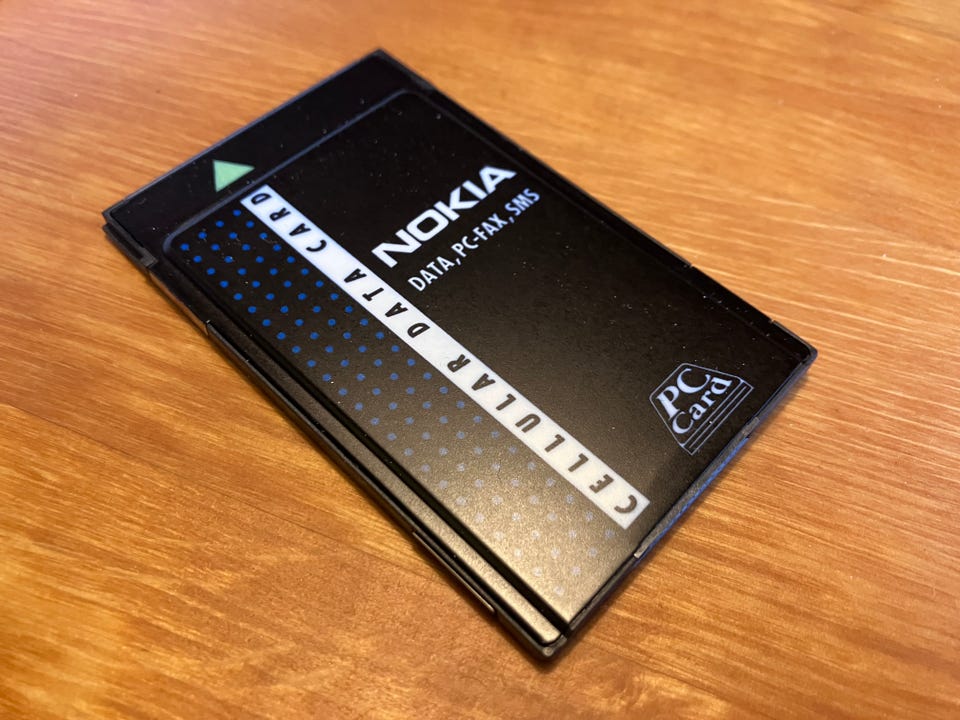 NOKIA
DATA, PC-FAX, SMS
CELLULAR DATA CARD
PC
Card